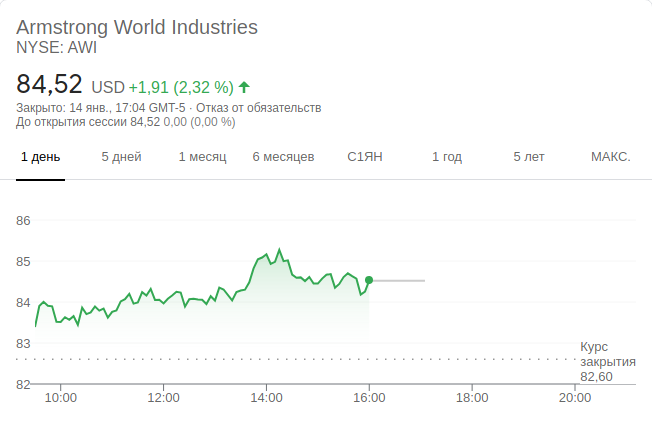 Armstrong World Industries
NYSE: AWI
84,52 USD +1,91 (2,32 %)
Закрыто: 14 янв., 17:04 GMT-5 · Отказ от обязательств
До открытия сессии 84,52 0,00 (0,00 %)
1 день 5 дней 1 месяц 6 месяцев С1ЯН 1 год 5 лет МАКС.
86
85
84
83
Курс
закрытия
82,60
82
10:00 12:00 14:00 16:00 18:00 20:00